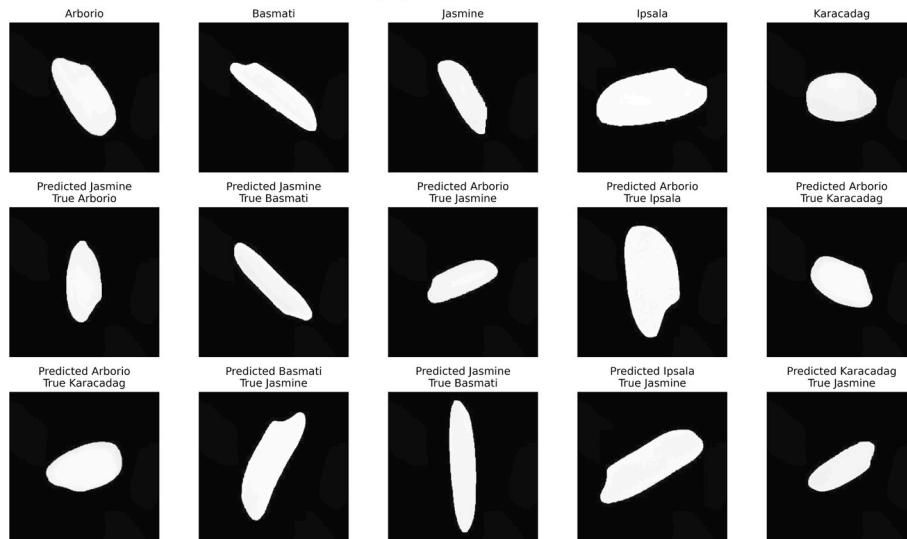 Arborio
Basmati
Jasmine
Ipsala
Karacadag
Predicted Jasmine
True Arborio
Predicted Jasmine
True Basmati
Predicted Arborio
True Jasmine
Predicted Arborio
True Ipsala
Predicted Arborio
True Karacadag
Predicted Arborio
True Karacadag
Predicted Basmati
True Jasmine
Predicted Jasmine
True Basmati
Predicted Ipsala
True Jasmine
Predicted Karacadag
True Jasmine